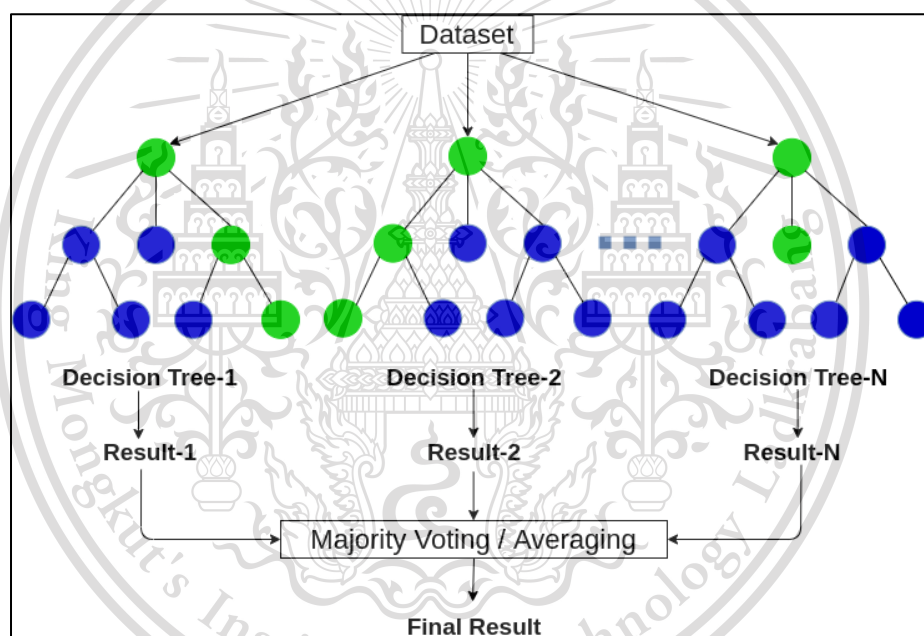 Dataset
Decision Tree-1
Decision Tree-2
Decision Tree-N
Result-1
Result-2
Result-N
Majority Voting / Averaging
Final Result
Mongkut's